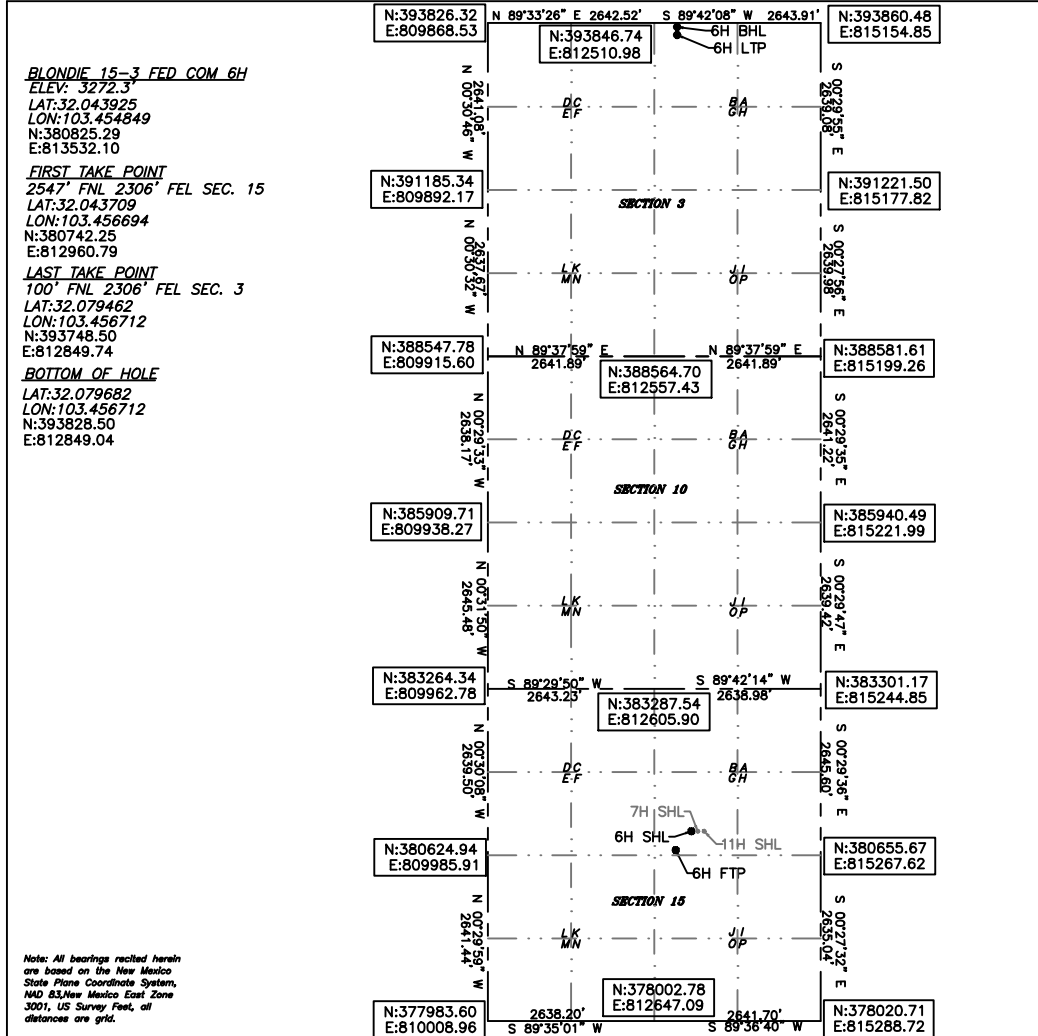 BLONDIE 15-3 FED COM 6H
ELEV: 3272.3'
LAT:32.043925
LON:103.454849
N:380825.29
E:813532.10
FIRST TAKE POINT
2547' FNL 2306' FEL SEC. 15
LAT:32.043709
LON:103.456694
N:380742.25
E:812960.79
LAST TAKE POINT
100' FNL 2306' FEL SEC. 3
LAT:32.079462
LON:103.456712
N:393748.50
E:812849.74
BOTTOM OF HOLE
LAT:32.079682
LON:103.456712
N:393828.50
E:812849.04
Note: All bearings recited herein
are based on the New Mexico
State Plane Coordinate System,
NAD 83,New Mexico East Zone
3001, US Survey Feet, all
distances are grid.
N:393826.32
E:809868.53
N 89°33'26" E 2642.52'
S 89°42'08" W 2643.91'
N:393860.48
E:815154.85
N:393846.74
E:812510.98
6H BHL
6H LTP
N 00°30'46" W
2641.08'
S 00°29'55" E
2639.08'
D C
E F
B A
G H
N:391185.34
E:809892.17
SECTION 3
N:391221.50
E:815177.82
N 00°30'32" W
2637.67'
S 00°27'56" E
2639.98'
L K
M N
J I
O P
N:388547.78
E:809915.60
N 89°37'59" E
2641.89'
N 89°37'59" E
2641.89'
N:388564.70
E:812557.43
N:388581.61
E:815199.26
N 00°29'33" W
2638.17'
S 00°29'35" E
2641.22'
D C
E F
B A
G H
SECTION 10
N:385909.71
E:809938.27
N:385940.49
E:815221.99
N 00°31'50" W
2645.48'
S 00°29'47" E
2639.42'
L K
M N
J I
O P
N:383264.34
E:809962.78
S 89°29'50" W
2643.23'
S 89°42'14" W
2638.98'
N:383287.54
E:812605.90
N:383301.17
E:815244.85
N 00°30'08" W
2639.50'
S 00°29'36" E
2645.60'
D C
E F
B A
G H
7H SHL
6H SHL
11H SHL
6H FTP
N:380624.94
E:809985.91
N:380655.67
E:815267.62
SECTION 15
N 00°29'59" W
2641.44'
S 00°27'32" E
2635.04'
L K
M N
J I
O P
N:378002.78
E:812647.09
N:377983.60
E:810008.96
2638.20'
S 89°35'01" W
2641.70'
S 89°36'40" W
N:378020.71
E:815288.72